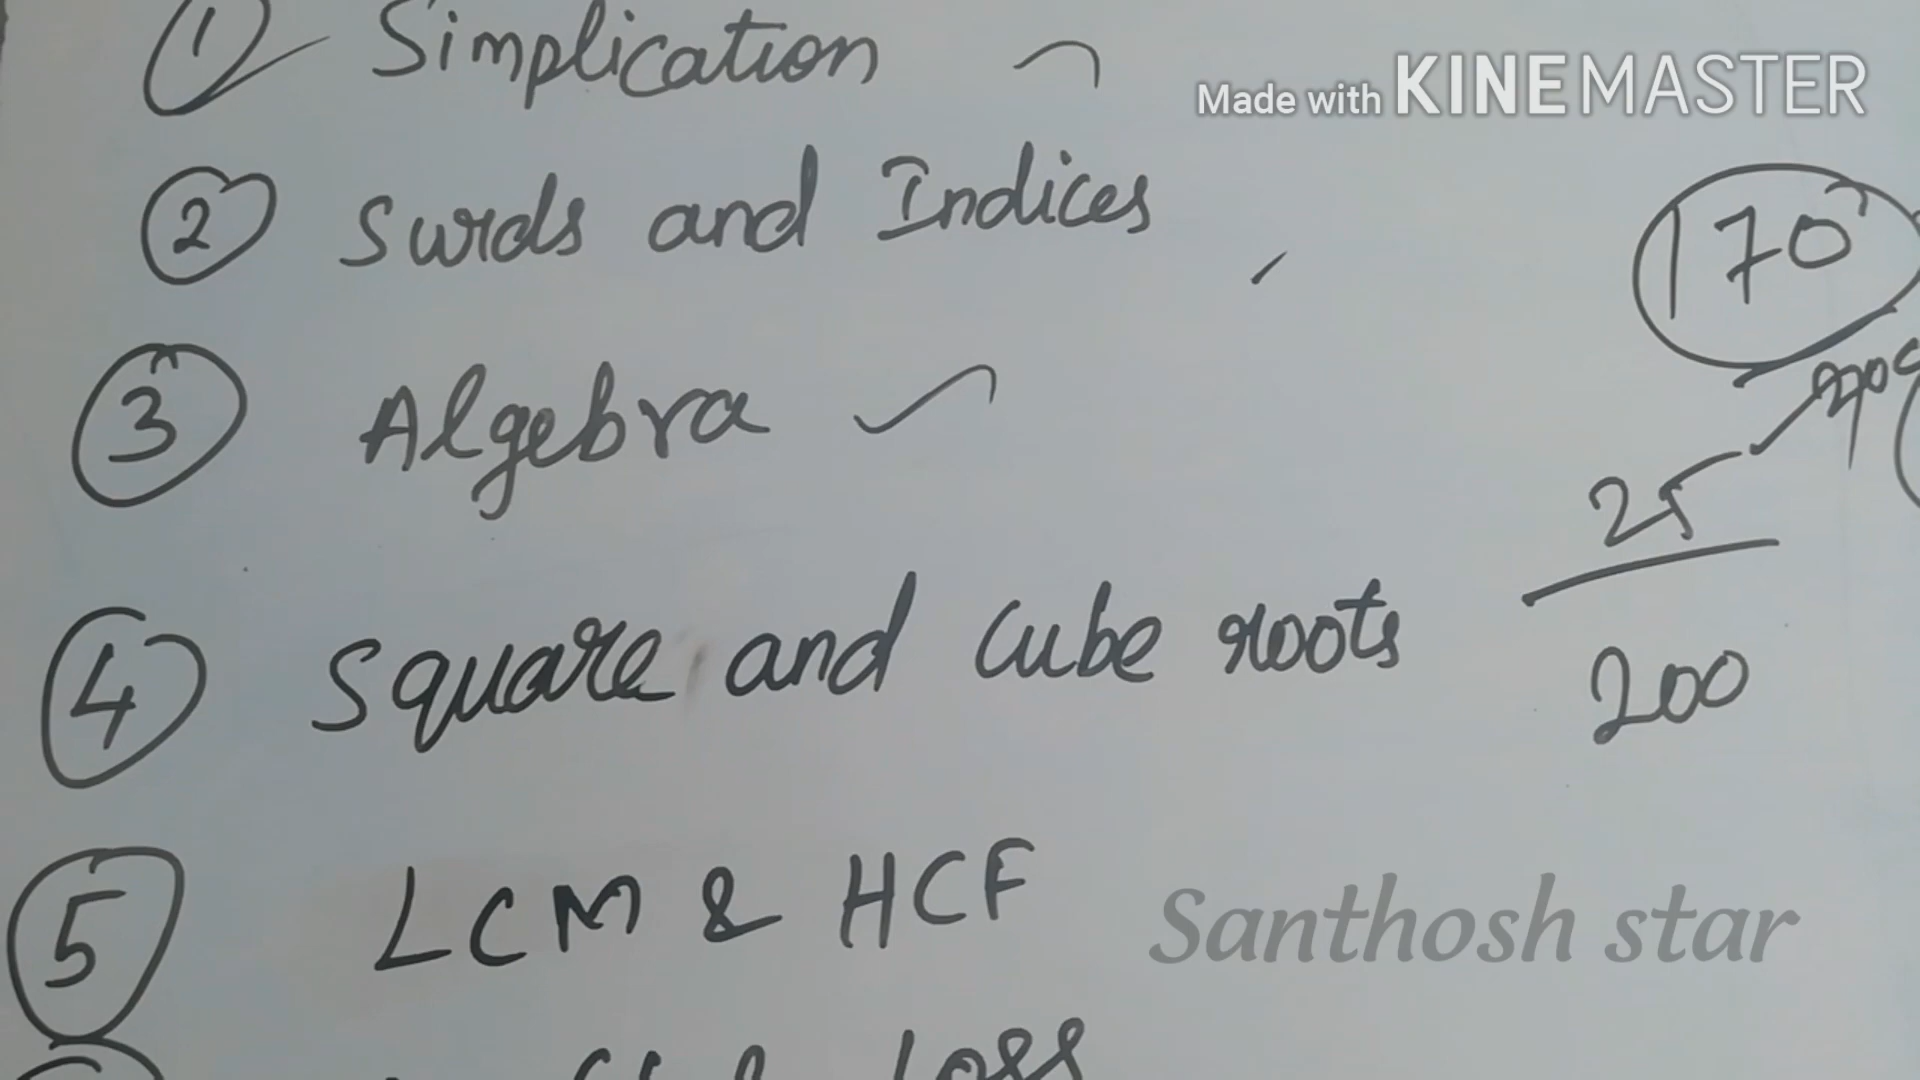 1 Simplication
Made with KINEMASTER
2 Surds and Indices
170
3 Algebra
25
200
4 Square and Cube roots
5 LCM & HCF
Santhosh star
Loss